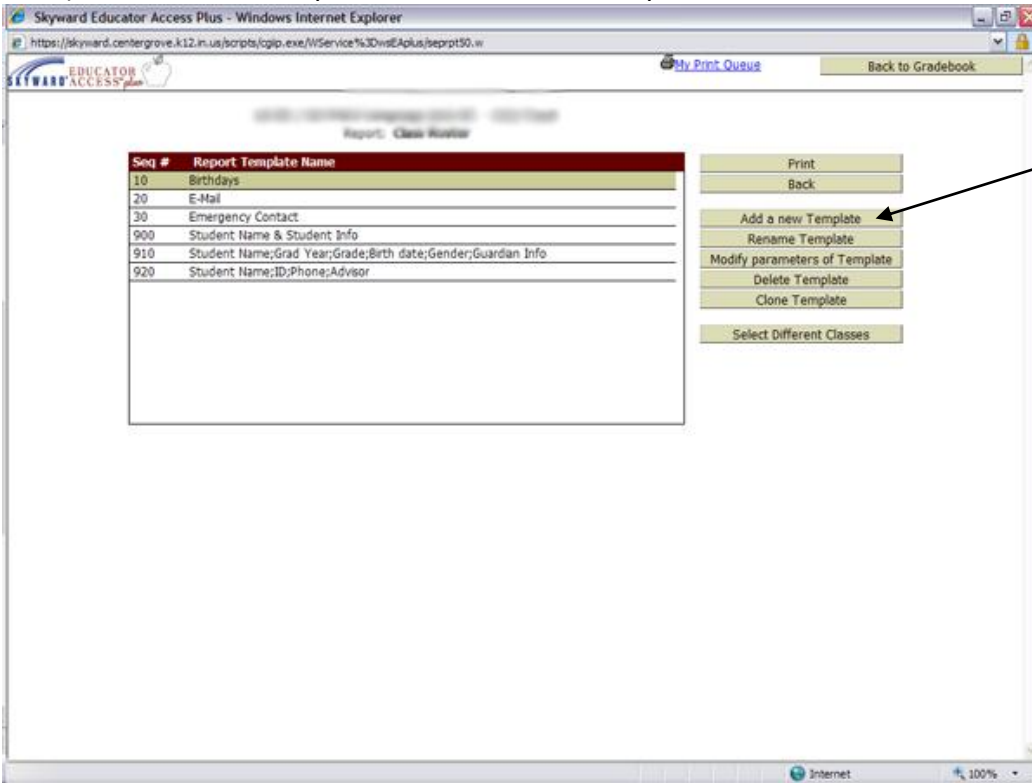 Skyward Educator Access Plus - Windows Internet Explorer
https://skyward.centergrove.k12.in.us/scripts/cgiip.exe/WService%3DwsEAplus/seprpt50.w
SKYWARD EDUCATOR ACCESS plus
My Print Queue
Back to Gradebook
Report: Class Roster
Seq # Report Template Name
10 Birthdays
20 E-Mail
30 Emergency Contact
900 Student Name & Student Info
910 Student Name;Grad Year;Grade;Birth date;Gender;Guardian Info
920 Student Name;ID;Phone;Advisor
Print
Back
Add a new Template
Rename Template
Modify parameters of Template
Delete Template
Clone Template
Select Different Classes
Internet
100%